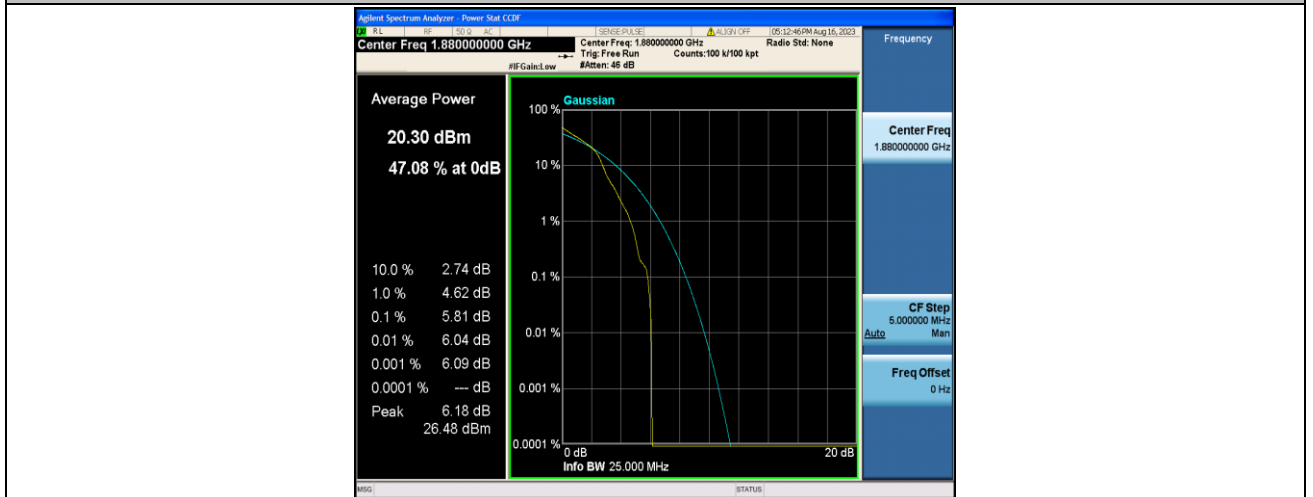 Agilent Spectrum Analyzer - Power Stat CCDF
RL RF 50 Ω AC SENSE:PULSE ALIGN OFF 05:12:46 PM Aug 16, 2023
Center Freq 1.880000000 GHz
Center Freq: 1.880000000 GHz Radio Std: None
Trig: Free Run Counts:100 k/100 kpt
#IFGain:Low #Atten: 46 dB
Frequency
Average Power
20.30 dBm
47.08 % at 0dB
10.0 % 2.74 dB
1.0 % 4.62 dB
0.1 % 5.81 dB
0.01 % 6.04 dB
0.001 % 6.09 dB
0.0001 % --- dB
Peak 6.18 dB
26.48 dBm
Gaussian
100 %
10 %
1 %
0.1 %
0.01 %
0.001 %
0.0001 %
0 dB 20 dB
Info BW 25.000 MHz
Center Freq
1.880000000 GHz
CF Step
5.000000 MHz
Auto Man
Freq Offset
0 Hz
MSG STATUS